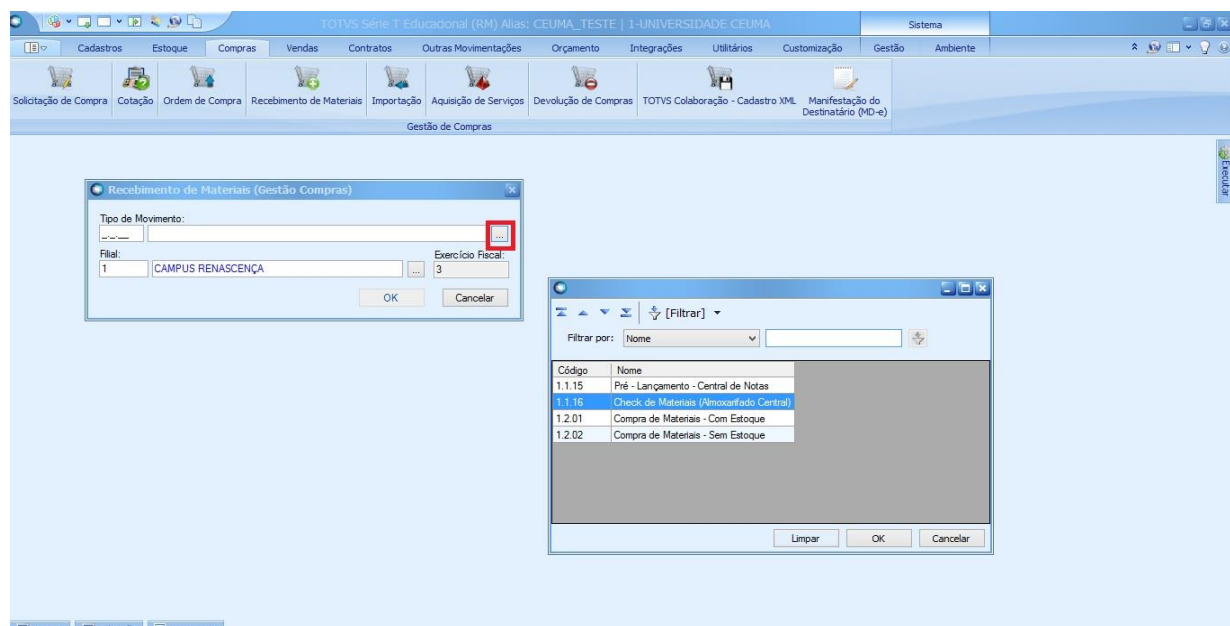 TOTVS Série T Educacional (RM) Alias: CEUMA_TESTE | 1-UNIVERSIDADE CEUMA
Sistema
Cadastros Estoque Compras Vendas Contratos Outras Movimentações Orçamento Integrações Utilitários Customização Gestão Ambiente
Solicitação de Compra Cotação Ordem de Compra Recebimento de Materiais Importação Aquisição de Serviços Devolução de Compras TOTVS Colaboração - Cadastro XML Manifestação do
Destinatário (MD-e)
Gestão de Compras
Executar
Recebimento de Materiais (Gestão Compras)
Tipo de Movimento:
_._.__ ...
Filial: Exercício Fiscal:
1 CAMPUS RENASCENÇA ... 3
OK Cancelar
[Filtrar]
Filtrar por: Nome
Código Nome
1.1.15 Pré - Lançamento - Central de Notas
1.1.16 Check de Materiais (Almoxarifado Central)
1.2.01 Compra de Materiais - Com Estoque
1.2.02 Compra de Materiais - Sem Estoque
Limpar OK Cancelar